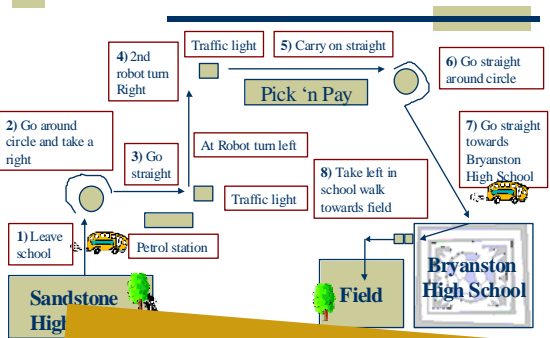 4) 2nd
robot turn
Right
Traffic light
5) Carry on straight
6) Go straight
around circle
Pick ‘n Pay
2) Go around
circle and take a
right
3) Go
straight
At Robot turn left
7) Go straight
towards
Bryanston
High School
8) Take left in
school walk
towards field
Traffic light
1) Leave
school
Petrol station
Sandstone
Hig
Field
Bryanston
High School